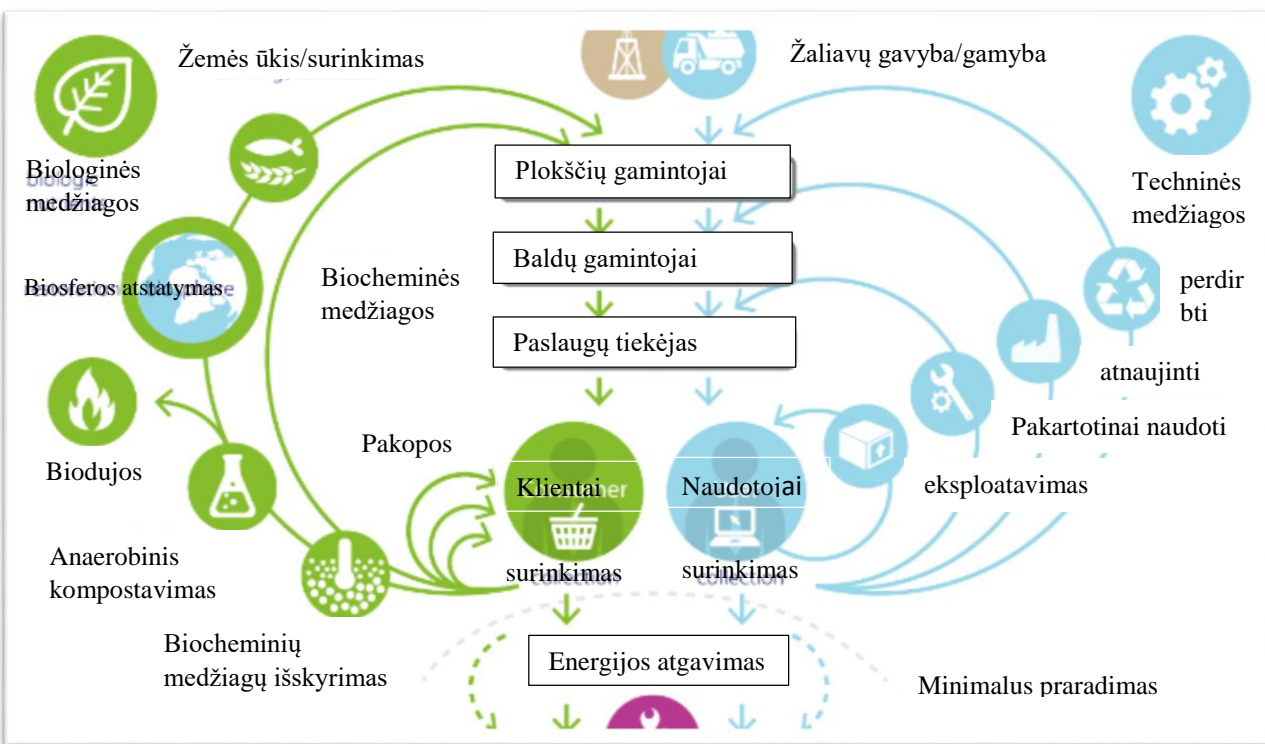 Žemės ūkis/surinkimas
Žaliavų gavyba/gamyba
Biologinės
medžiagos
Plokščių gamintojai
Techninės
medžiagos
Baldų gamintojai
Biosferos atstatymas
Biocheminės
medžiagos
perdir
bti
Paslaugų tiekėjas
atnaujinti
Pakartotinai naudoti
Pakopos
Biodujos
Klientai
Naudotojai
eksploatavimas
Anaerobinis
kompostavimas
surinkimas
surinkimas
Biocheminių
medžiagų išskyrimas
Energijos atgavimas
Minimalus praradimas